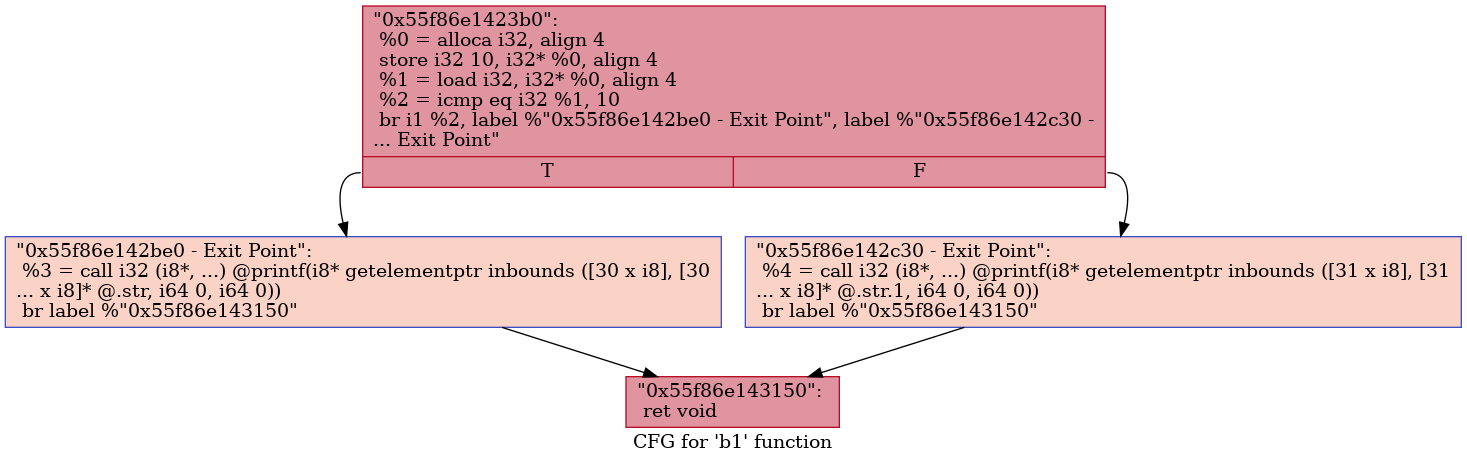 "0x55f86e1423b0":
%0 = alloca i32, align 4
store i32 10, i32* %0, align 4
%1 = load i32, i32* %0, align 4
%2 = icmp eq i32 %1, 10
br i1 %2, label %"0x55f86e142be0 - Exit Point", label %"0x55f86e142c30 -
... Exit Point"
T
F
"0x55f86e142be0 - Exit Point":
%3 = call i32 (i8*, ...) @printf(i8* getelementptr inbounds ([30 x i8], [30
... x i8]* @.str, i64 0, i64 0))
br label %"0x55f86e143150"
"0x55f86e142c30 - Exit Point":
%4 = call i32 (i8*, ...) @printf(i8* getelementptr inbounds ([31 x i8], [31
... x i8]* @.str.1, i64 0, i64 0))
br label %"0x55f86e143150"
"0x55f86e143150":
ret void
CFG for 'b1' function